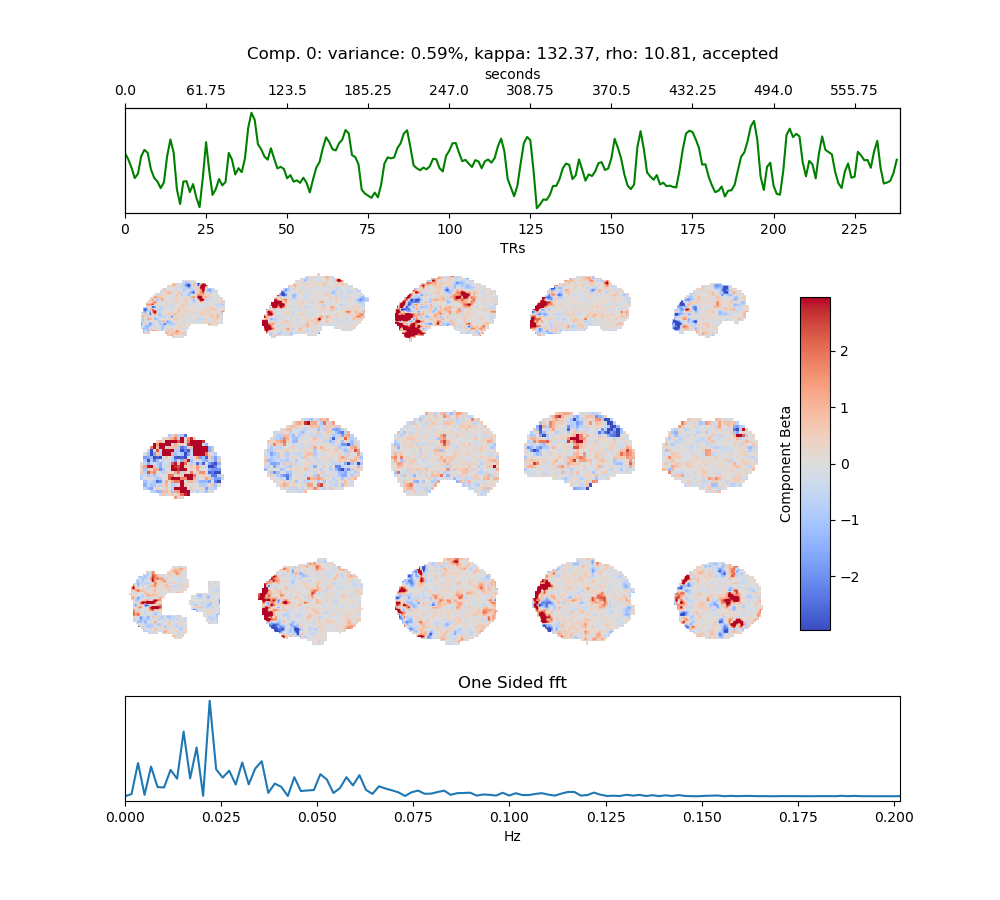 Comp. 0: variance: 0.59%, kappa: 132.37, rho: 10.81, accepted
seconds
0.0 61.75 123.5 185.25 247.0 308.75 370.5 432.25 494.0 555.75
0 25 50 75 100 125 150 175 200 225
TRs
2
1
0
−1
−2
Component Beta
One Sided fft
0.000 0.025 0.050 0.075 0.100 0.125 0.150 0.175 0.200
Hz